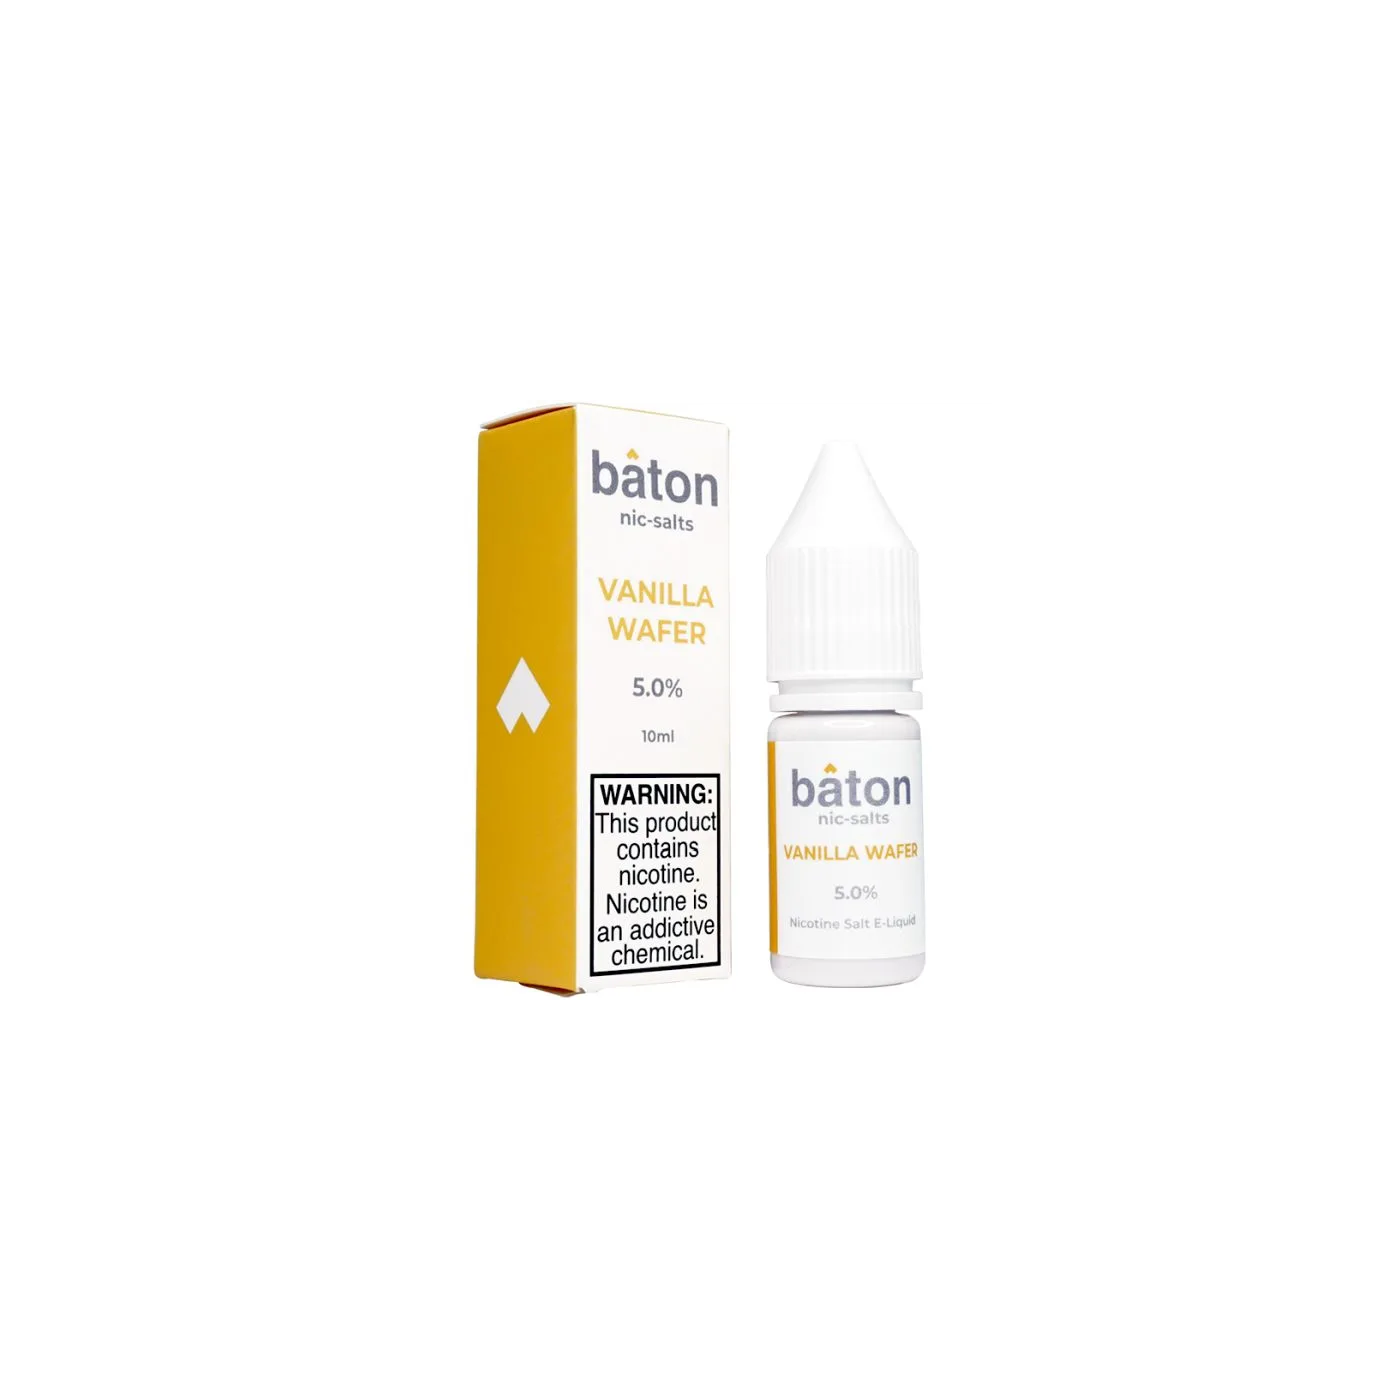 bâton
nic-salts
VANILLA
WAFER
5.0%
10ml
WARNING:
This product
contains
nicotine.
Nicotine is
an addictive
chemical.
bâton
nic-salts
VANILLA WAFER
5.0%
Nicotine Salt E-Liquid